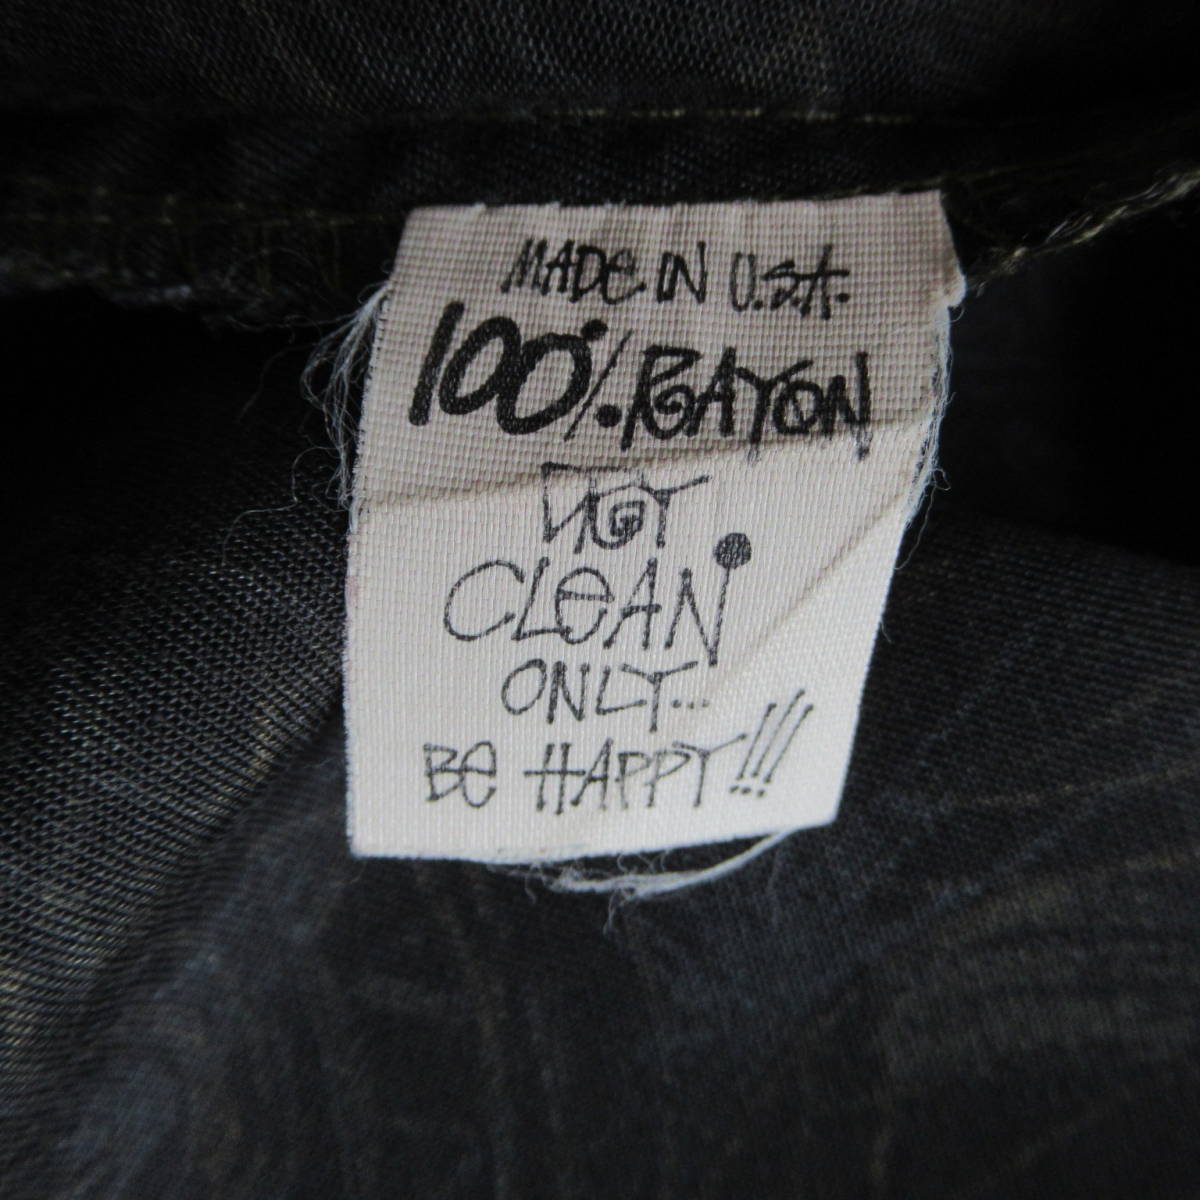 MADe IN U.S.A.
100% RAYON
DRY
CLeAN
ONLY...
Be HAPPY!!!